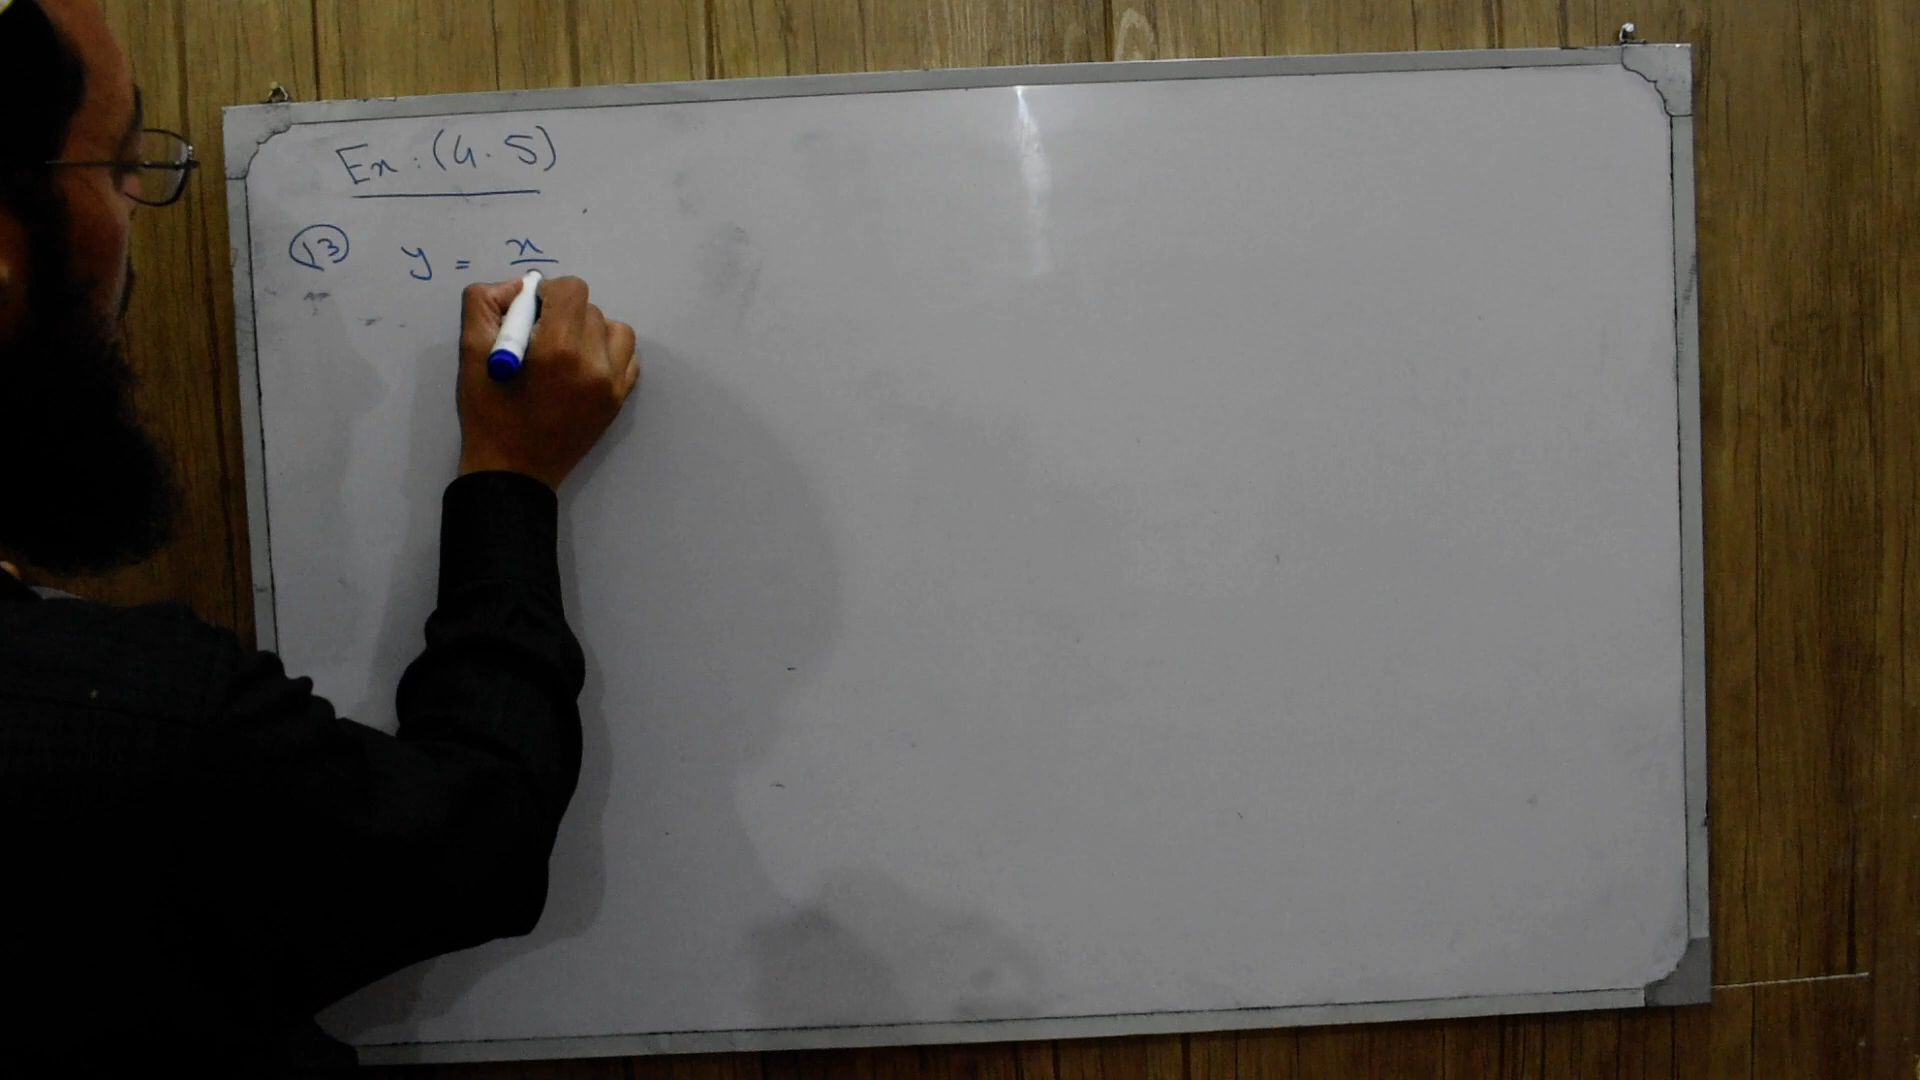 Ex: (4.5)
13 y = x